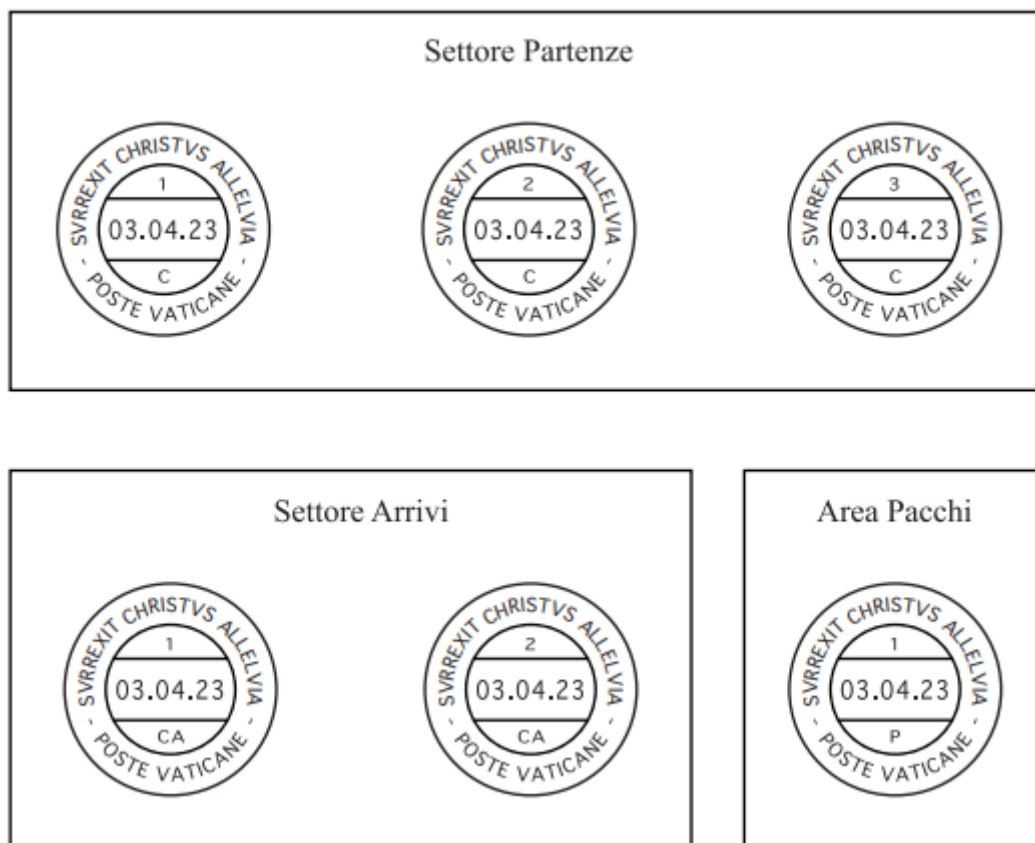 Settore Partenze
SVRREXIT CHRISTVS ALLELVIA
1
03.04.23
C
- POSTE VATICANE -
SVRREXIT CHRISTVS ALLELVIA
2
03.04.23
C
- POSTE VATICANE -
SVRREXIT CHRISTVS ALLELVIA
3
03.04.23
C
- POSTE VATICANE -
Settore Arrivi
SVRREXIT CHRISTVS ALLELVIA
1
03.04.23
CA
- POSTE VATICANE -
SVRREXIT CHRISTVS ALLELVIA
2
03.04.23
CA
- POSTE VATICANE -
Area Pacchi
SVRREXIT CHRISTVS ALLELVIA
1
03.04.23
P
- POSTE VATICANE -